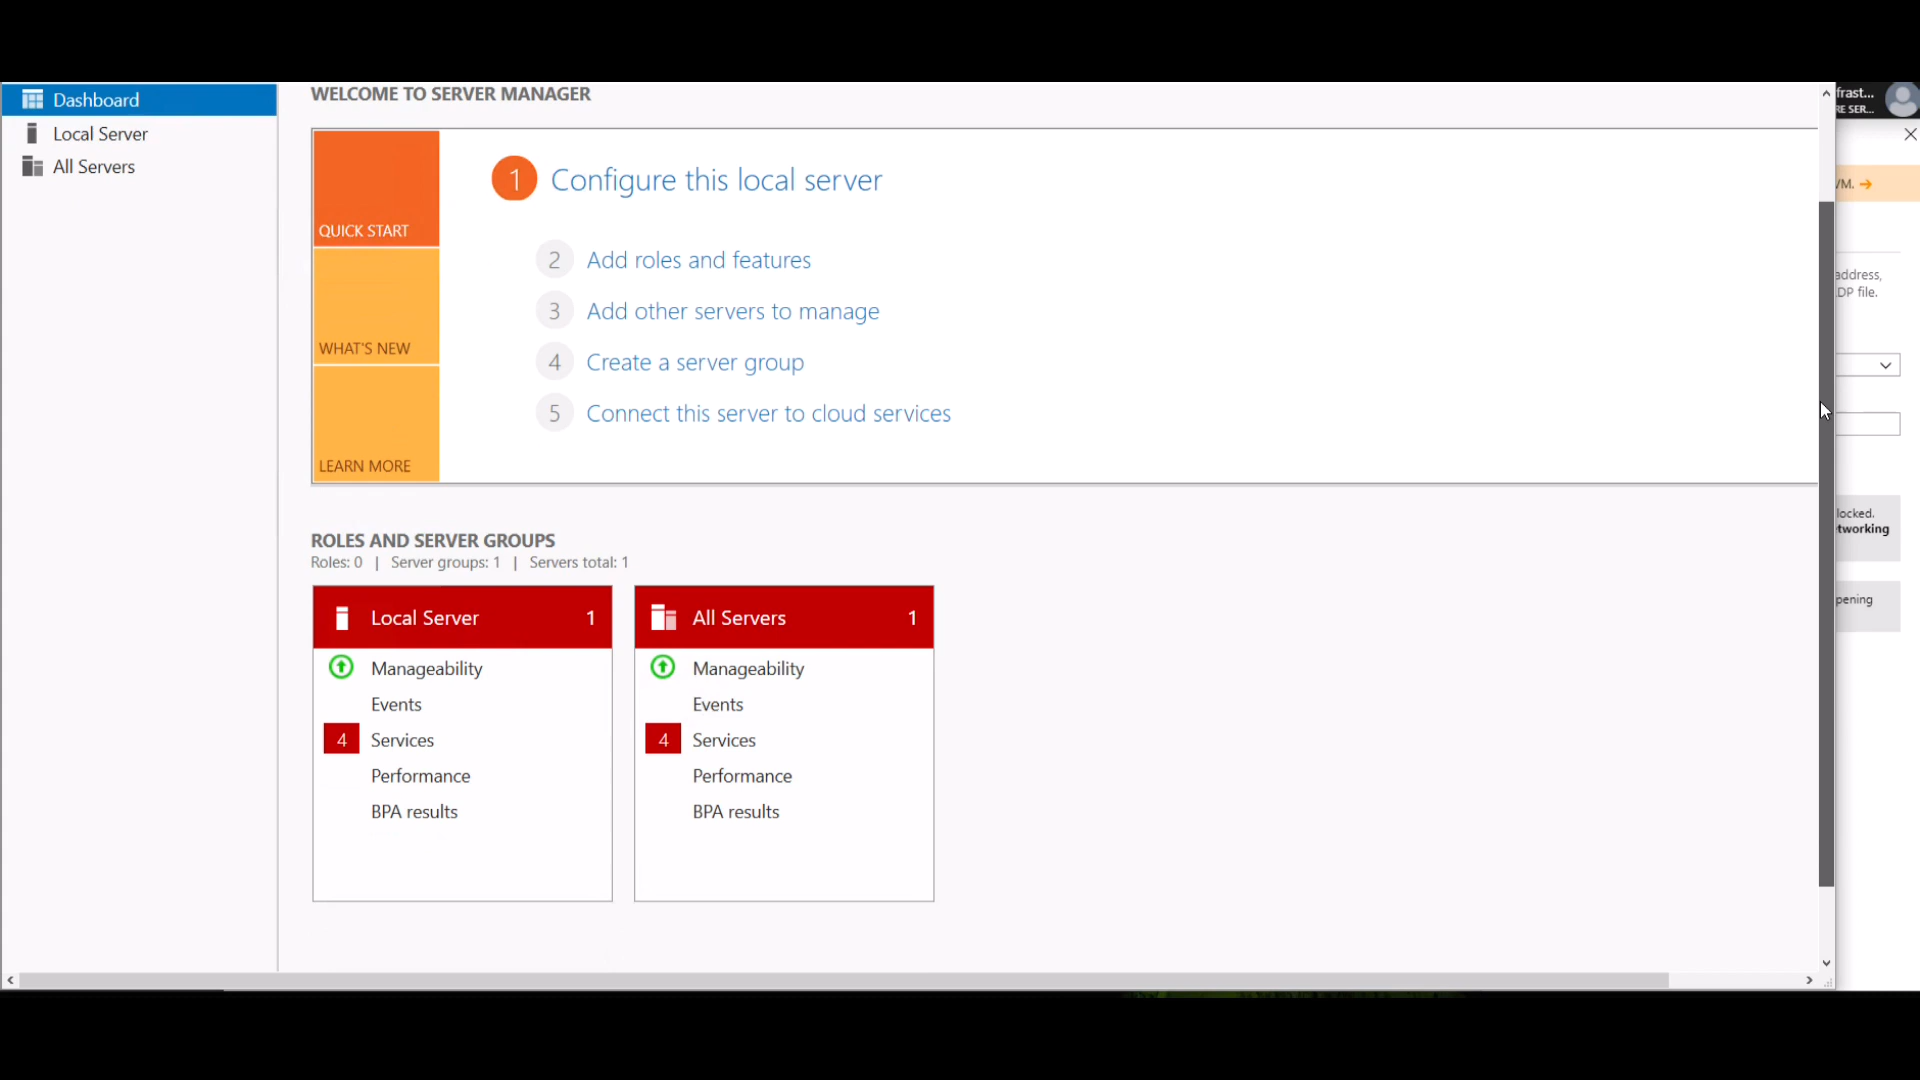 Dashboard
Local Server
All Servers
WELCOME TO SERVER MANAGER
QUICK START
WHAT'S NEW
LEARN MORE
1 Configure this local server
2 Add roles and features
3 Add other servers to manage
4 Create a server group
5 Connect this server to cloud services
ROLES AND SERVER GROUPS
Roles: 0 | Server groups: 1 | Servers total: 1
Local Server 1
Manageability
Events
4 Services
Performance
BPA results
All Servers 1
Manageability
Events
4 Services
Performance
BPA results
frast...
RE SER...
VM.
address,
DP file.
locked.
tworking
pening